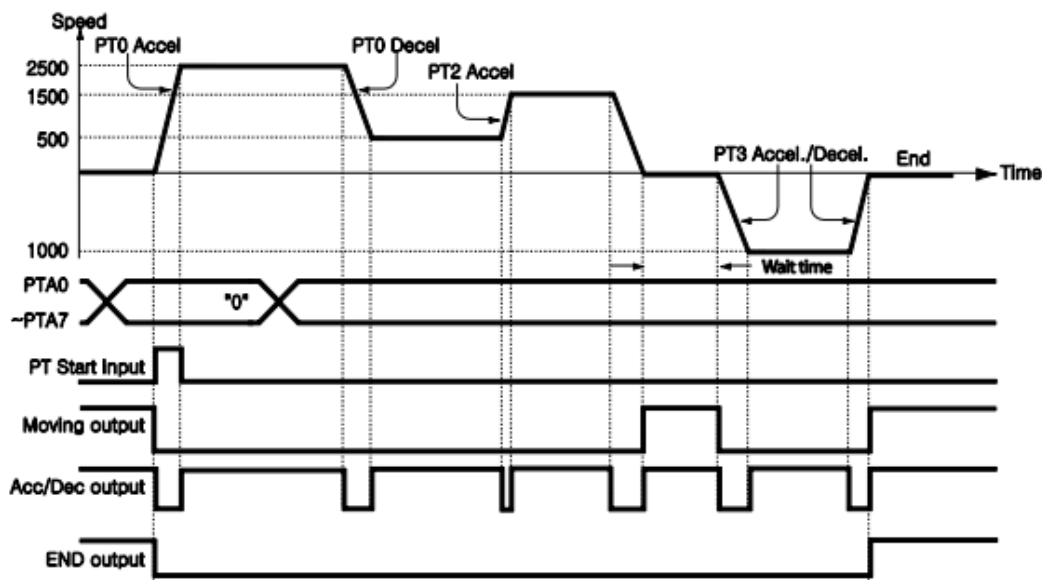 Speed
PT0 Accel
PT0 Decel
PT2 Accel
2500
1500
500
PT3 Accel./Decel.
End
Time
1000
Wait time
PTA0
"0"
~PTA7
PT Start Input
Moving output
Acc/Dec output
END output